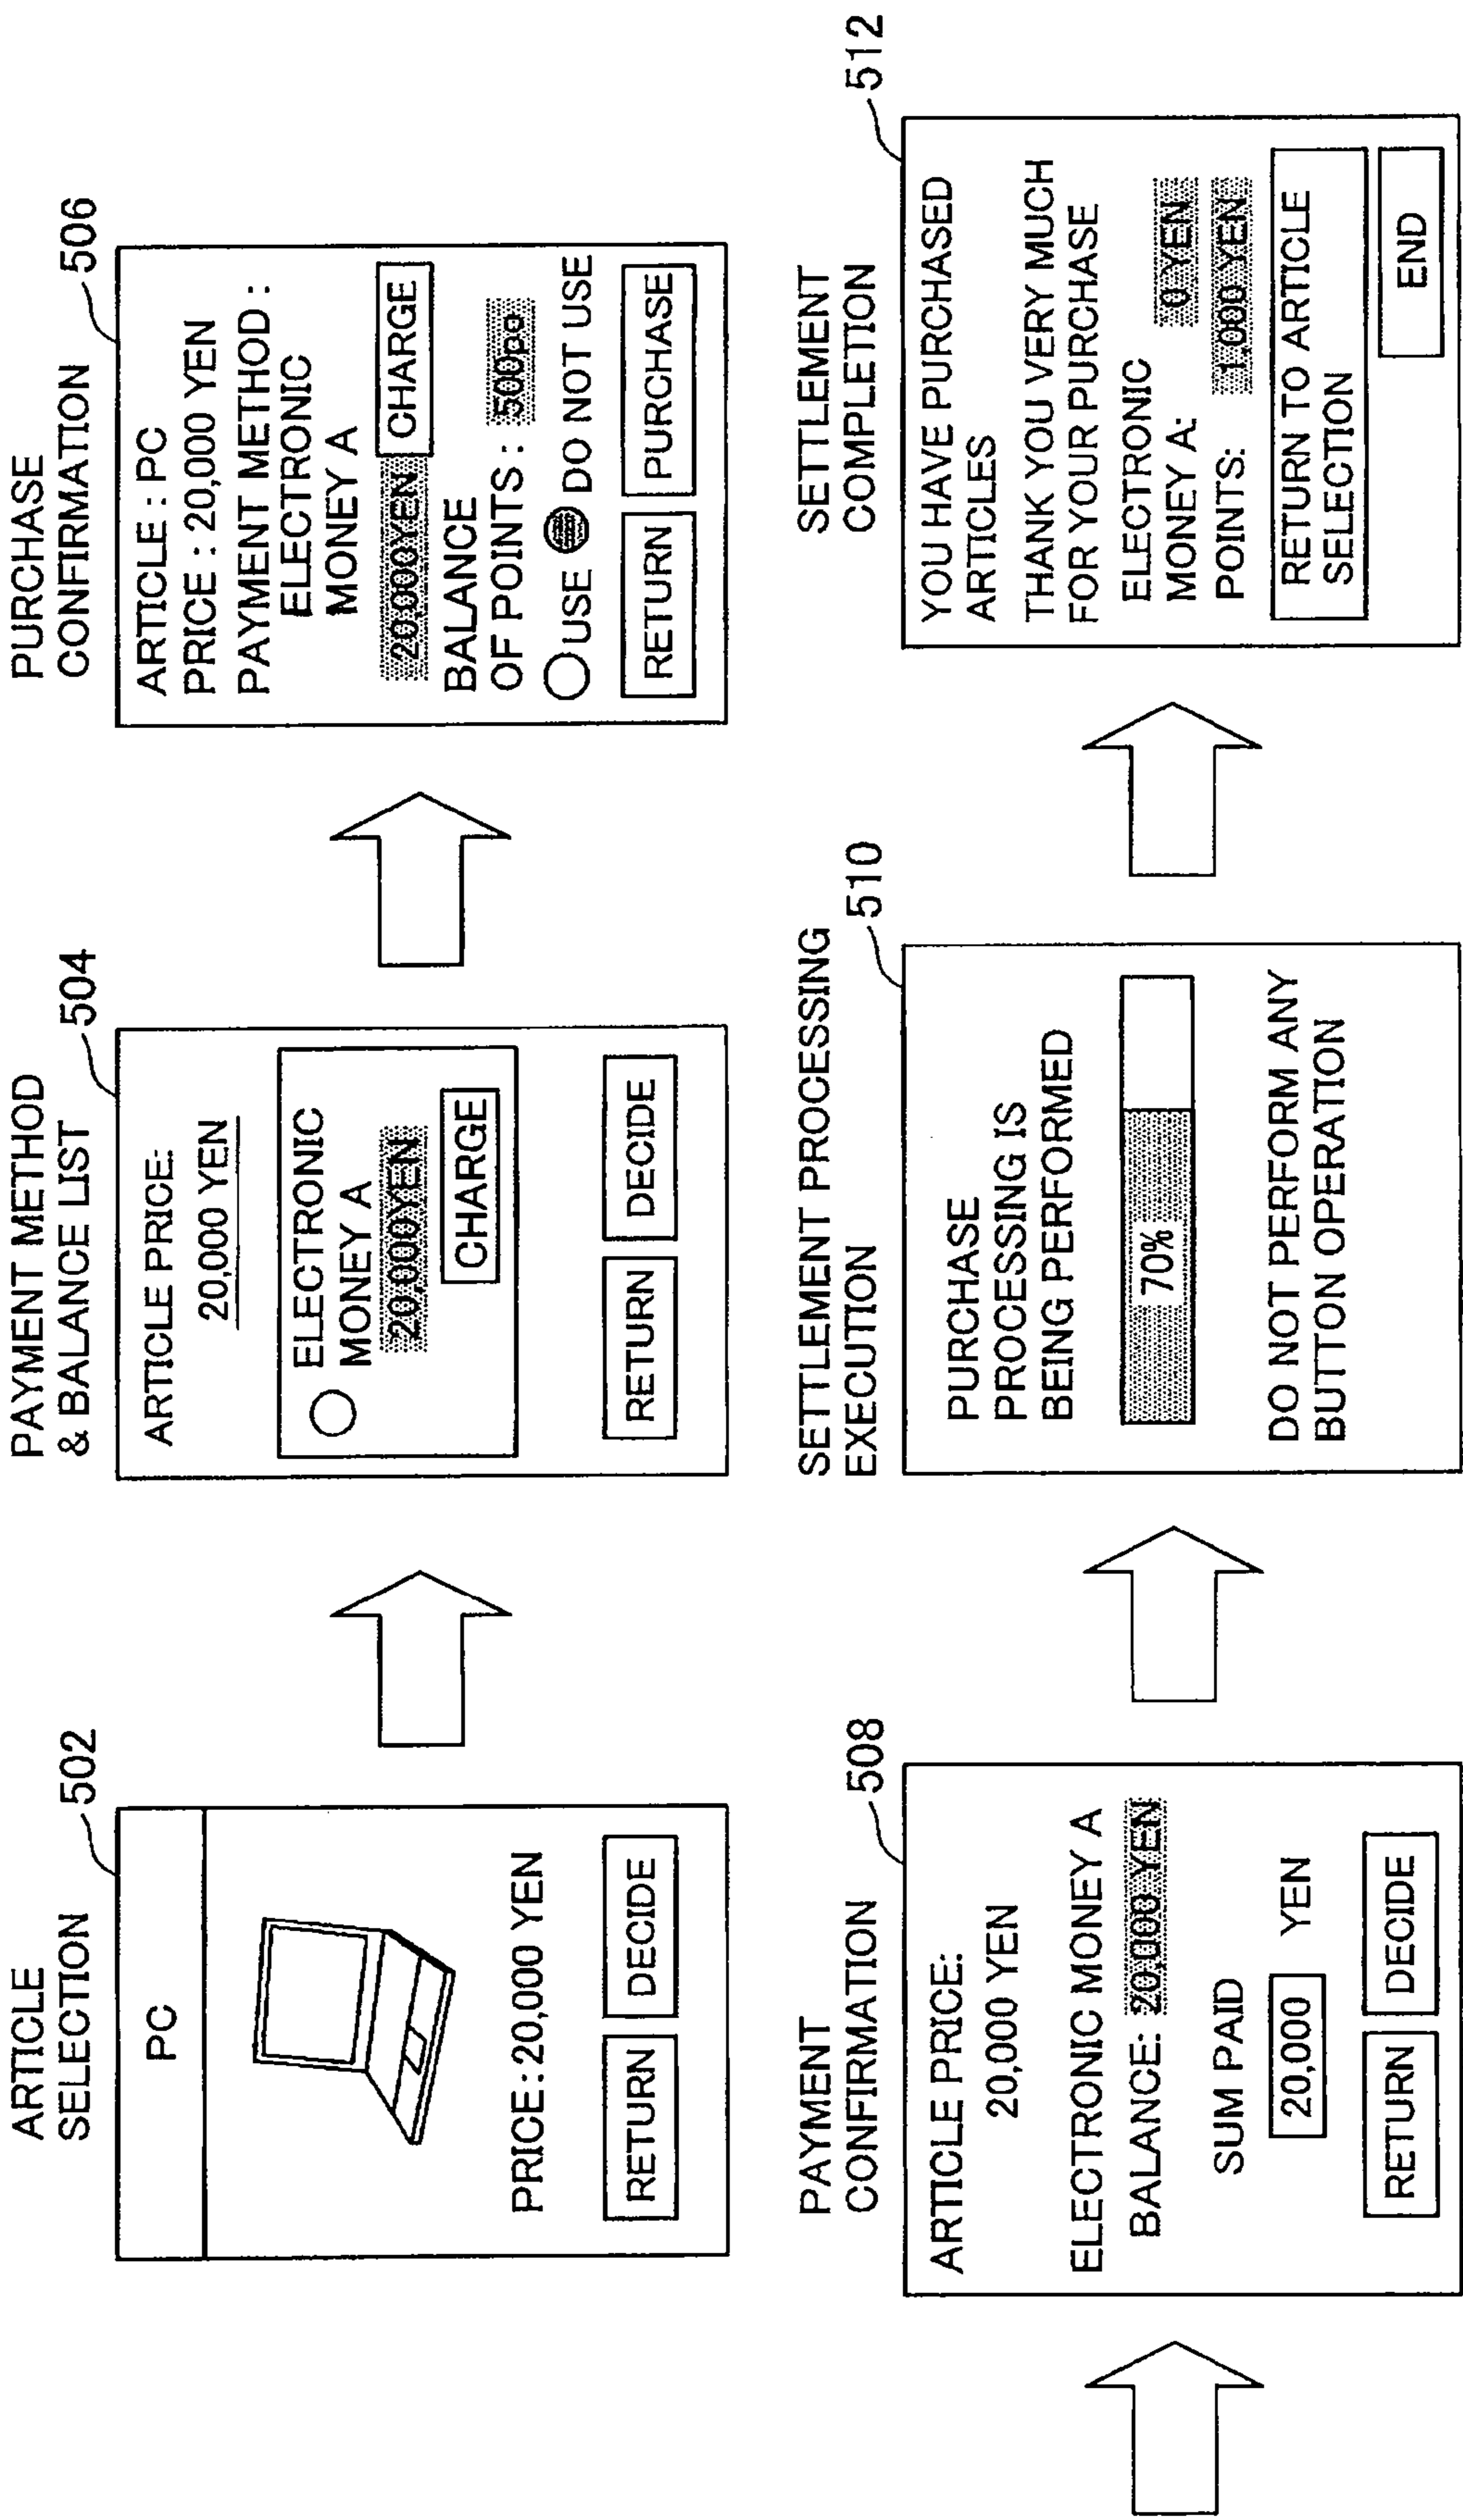 ARTICLE
SELECTION
502
PC
PRICE : 20,000 YEN
RETURN
DECIDE
PAYMENT METHOD
& BALANCE LIST
504
ARTICLE PRICE:
20,000 YEN
ELECTRONIC
MONEY A
20,000YEN
CHARGE
RETURN
DECIDE
PURCHASE
CONFIRMATION
506
ARTICLE : PC
PRICE : 20,000 YEN
PAYMENT METHOD :
ELECTRONIC
MONEY A
20,000YEN
CHARGE
BALANCE
OF POINTS : 500po
USE DO NOT USE
RETURN
PURCHASE
PAYMENT
CONFIRMATION
508
ARTICLE PRICE:
20,000 YEN
ELECTRONIC MONEY A
BALANCE: 20,000 YEN
SUM PAID
20,000 YEN
RETURN
DECIDE
SETTLEMENT PROCESSING
EXECUTION
510
PURCHASE
PROCESSING IS
BEING PERFORMED
70%
DO NOT PERFORM ANY
BUTTON OPERATION
SETTLEMENT
COMPLETION
512
YOU HAVE PURCHASED
ARTICLES
THANK YOU VERY MUCH
FOR YOUR PURCHASE
ELECTRONIC
MONEY A: 0 YEN
POINTS: 1,000 YEN
RETURN TO ARTICLE
SELECTION
END